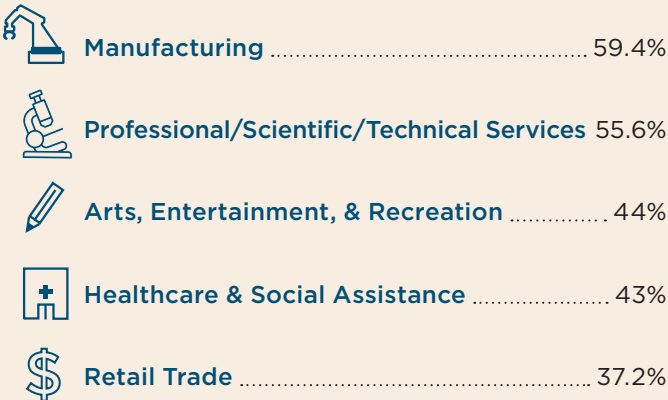 Manufacturing ........................................ 59.4%
Professional/Scientific/Technical Services 55.6%
Arts, Entertainment, & Recreation ............. 44%
Healthcare & Social Assistance ................. 43%
Retail Trade ............................................. 37.2%